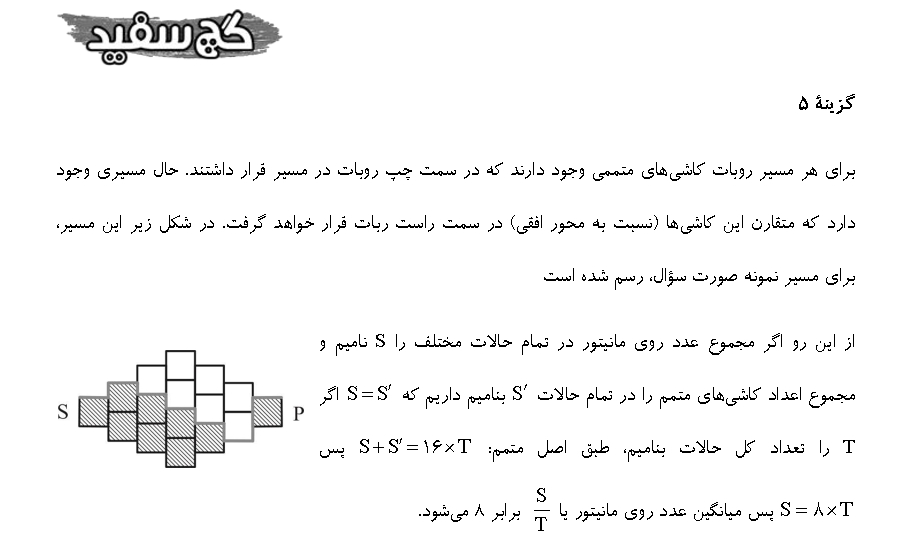 گچ سفید
گزینهٔ ۵
برای هر مسیر روبات کاشی‌های متممی وجود دارند که در سمت چپ روبات در مسیر قرار داشتند. حال مسیری وجود
دارد که متقارن این کاشی‌ها (نسبت به محور افقی) در سمت راست ربات قرار خواهد گرفت. در شکل زیر این مسیر،
برای مسیر نمونه صورت سؤال، رسم شده است
از این رو اگر مجموع عدد روی مانیتور در تمام حالات مختلف را S نامیم و
مجموع اعداد کاشی‌های متمم را در تمام حالات S′ بنامیم داریم که S=S′ اگر
T را تعداد کل حالات بنامیم، طبق اصل متمم: S+S′=۱۶×T پس
S=۸×T پس میانگین عدد روی مانیتور یا S/T برابر ۸ می‌شود.
S
P